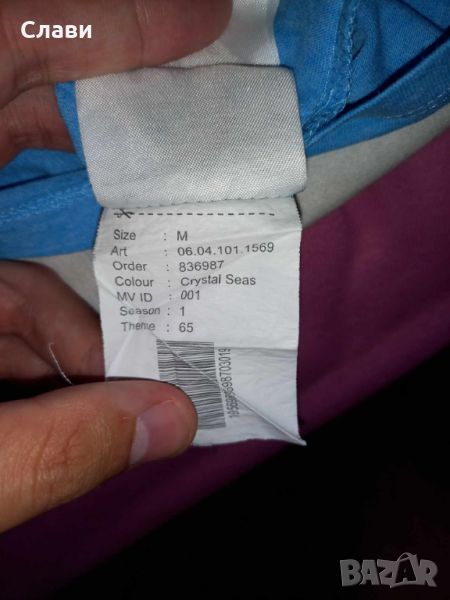 Слави
Size : M
Art : 06.04.101.1569
Order : 836987
Colour : Crystal Seas
MV ID : 001
Season : 1
Theme : 65
BAZAR